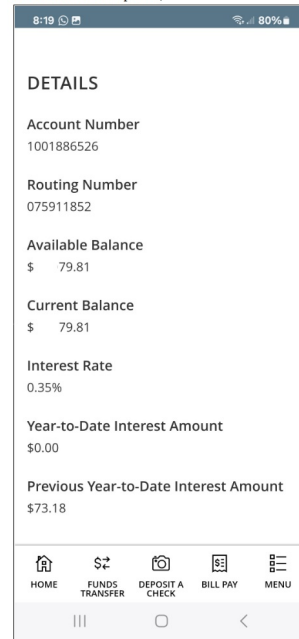 8:19 80%
DETAILS
Account Number
1001886526
Routing Number
075911852
Available Balance
$ 79.81
Current Balance
$ 79.81
Interest Rate
0.35%
Year-to-Date Interest Amount
$0.00
Previous Year-to-Date Interest Amount
$73.18
HOME FUNDS TRANSFER DEPOSIT A CHECK BILL PAY MENU